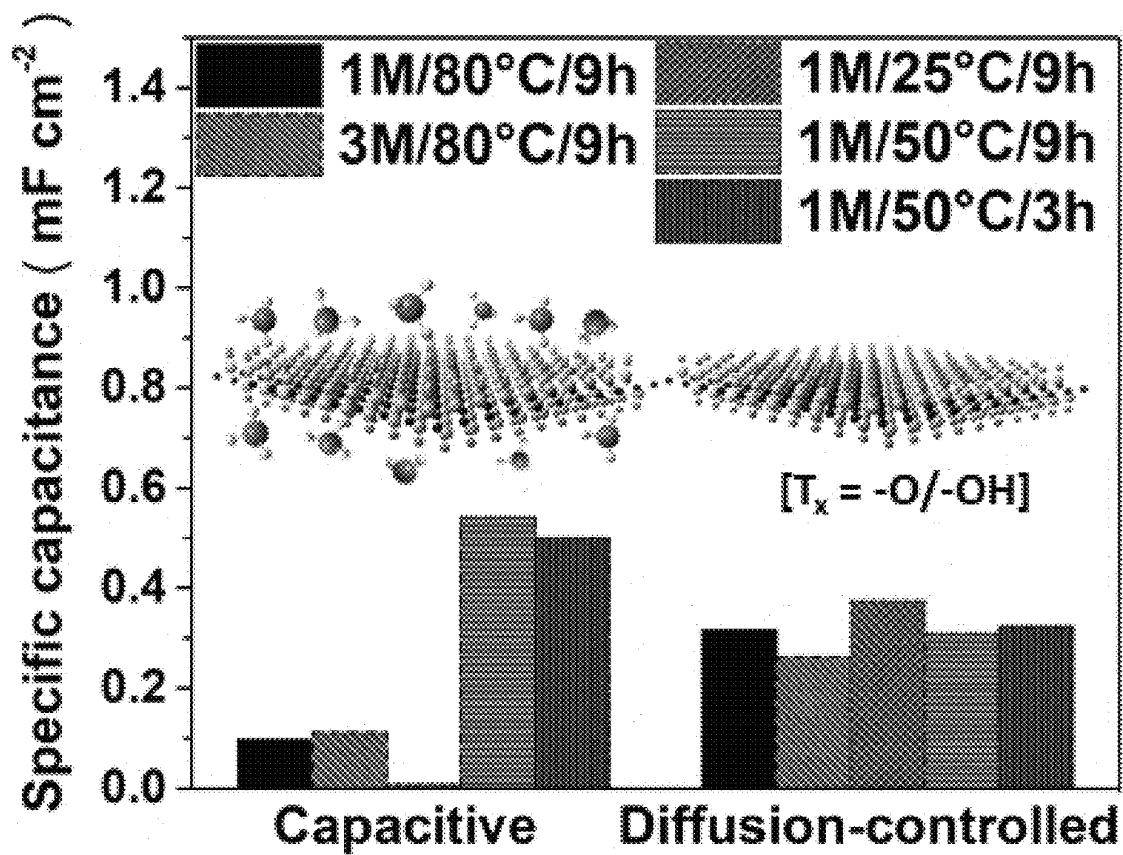 Specific capacitance ( mF cm⁻²)
1.4
1.2
1.0
0.8
0.6
0.4
0.2
0.0
1M/80°C/9h
3M/80°C/9h
1M/25°C/9h
1M/50°C/9h
1M/50°C/3h
[Tₓ = -O/-OH]
Capacitive
Diffusion-controlled